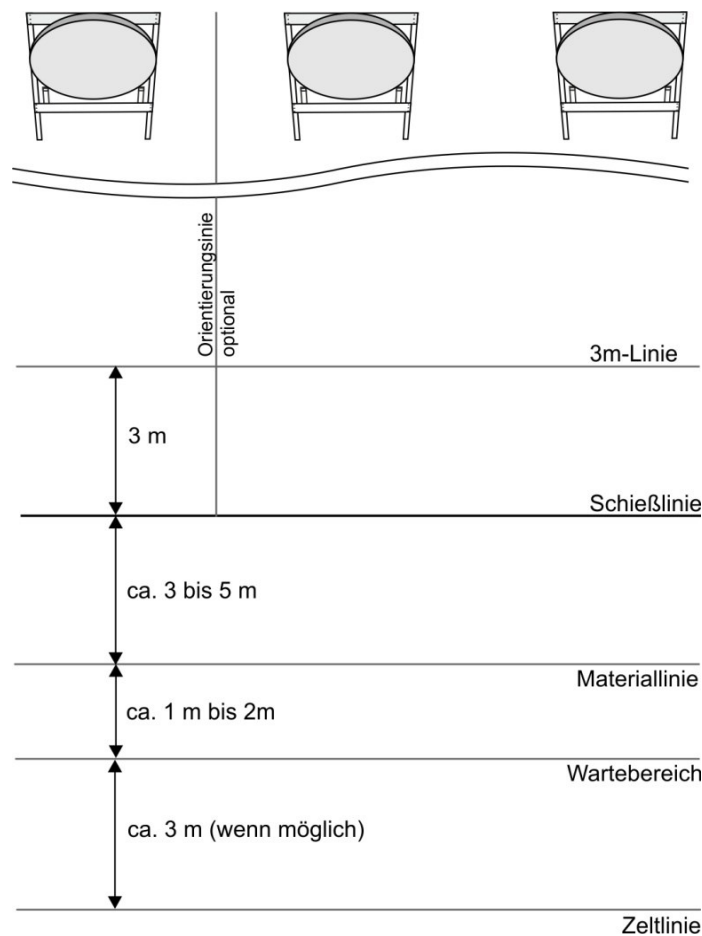 Orientierungsinie
optional
3m-Linie
3 m
Schießlinie
ca. 3 bis 5 m
Materiallinie
ca. 1 m bis 2m
Wartebereich
ca. 3 m (wenn möglich)
Zeltlinie